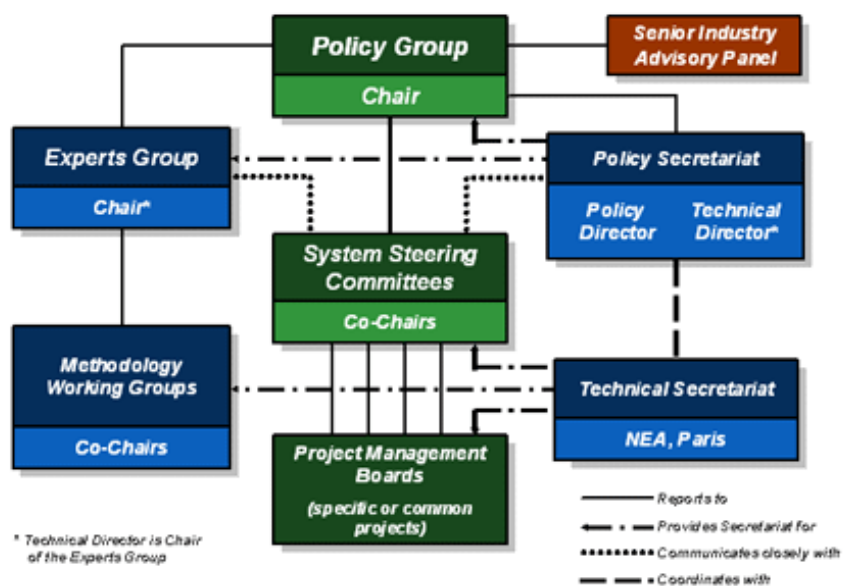 Policy Group
Chair
Senior Industry
Advisory Panel
Experts Group
Chair*
Policy Secretariat
Policy
Director
Technical
Director*
System Steering
Committees
Co-Chairs
Methodology
Working Groups
Co-Chairs
Technical Secretariat
NEA, Paris
Project Management
Boards
(specific or common
projects)
* Technical Director is Chair
of the Experts Group
Reports to
Provides Secretariat for
Communicates closely with
Coordinates with